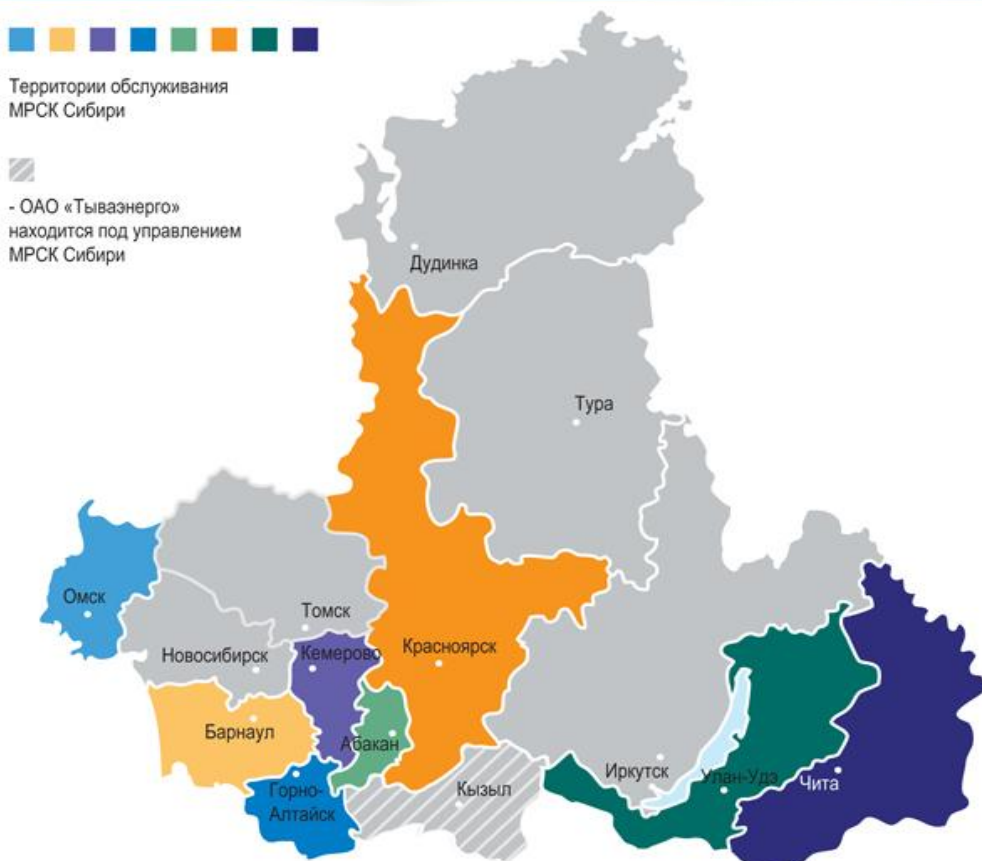 Территории обслуживания
МРСК Сибири
- ОАО «Тываэнерго»
находится под управлением
МРСК Сибири
Дудинка
Тура
Омск
Томск
Новосибирск
Кемерово
Красноярск
Барнаул
Абакан
Горно-
Алтайск
Кызыл
Иркутск
Улан-Удэ
Чита